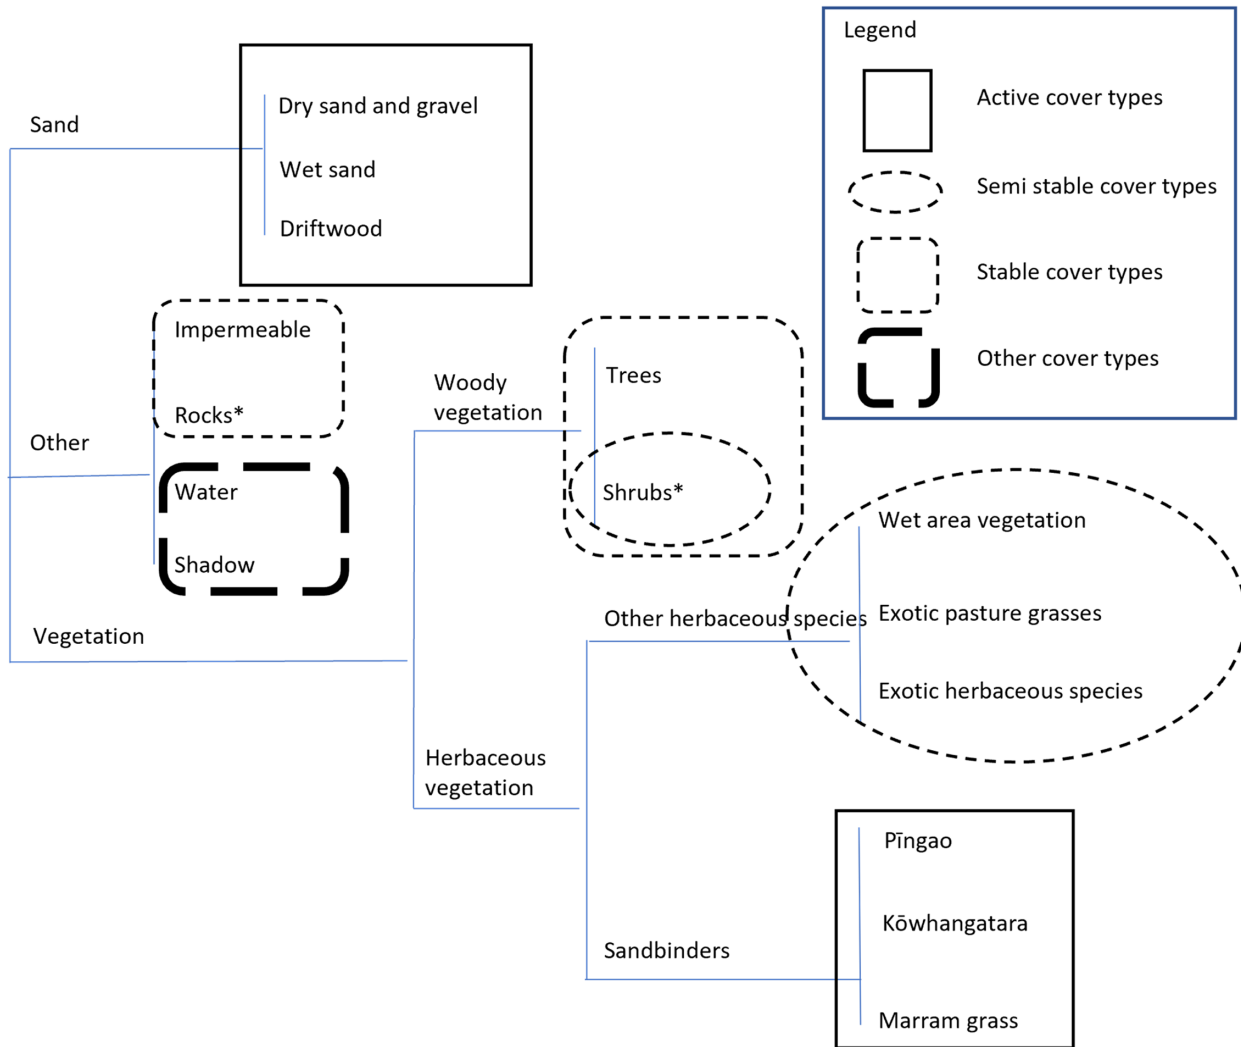 Legend
Active cover types
Semi stable cover types
Stable cover types
Other cover types
Sand
Dry sand and gravel
Wet sand
Driftwood
Other
Impermeable
Rocks*
Water
Shadow
Vegetation
Woody
vegetation
Trees
Shrubs*
Herbaceous
vegetation
Other herbaceous species
Wet area vegetation
Exotic pasture grasses
Exotic herbaceous species
Sandbinders
Pīngao
Kōwhangatara
Marram grass